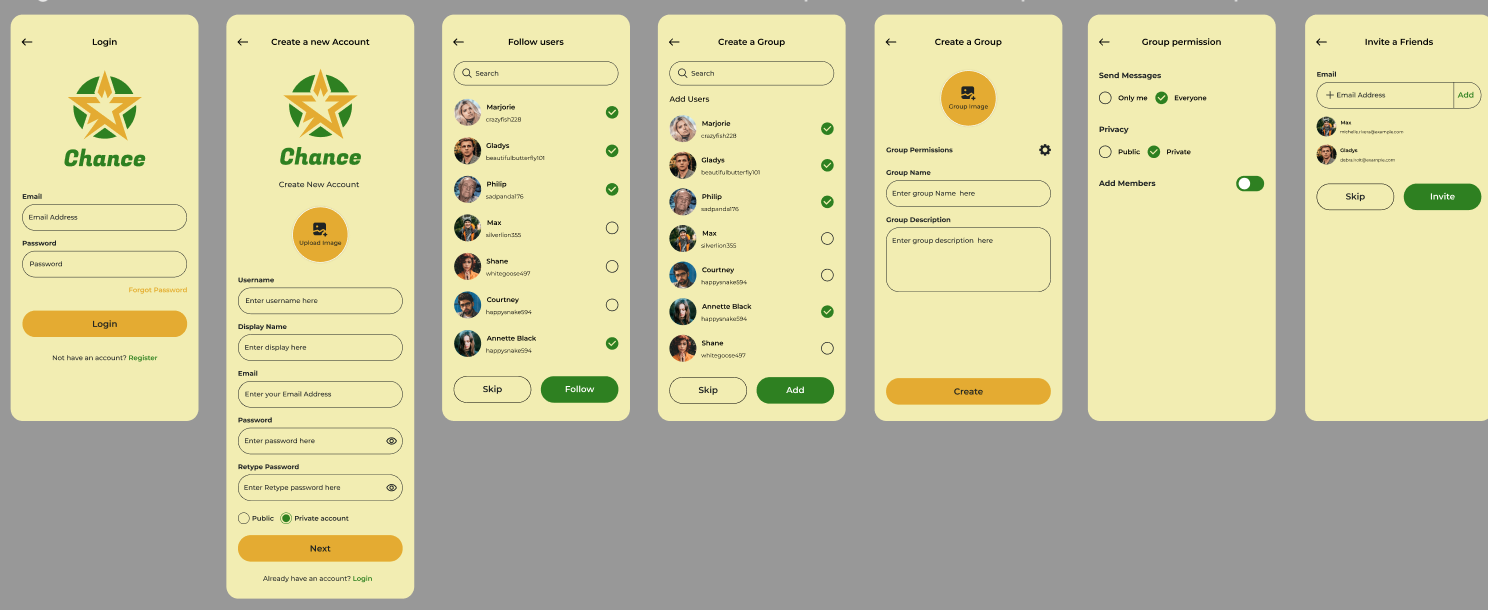 Login
Chance
Email
Email Address
Password
Password
Forgot Password
Login
Not have an account? Register
Create a new Account
Chance
Create New Account
Upload Image
Username
Enter username here
Display Name
Enter display here
Email
Enter your Email Address
Password
Enter password here
Retype Password
Enter Retype password here
Public Private account
Next
Already have an account? Login
Follow users
Search
Marjorie
crazyfish228
Gladys
beautifulbutterfly101
Philip
sadpanda176
Max
silverlion355
Shane
whitegoose497
Courtney
happysnake594
Annette Black
happysnake594
Skip Follow
Create a Group
Search
Add Users
Marjorie
crazyfish228
Gladys
beautifulbutterfly101
Philip
sadpanda176
Max
silverlion355
Courtney
happysnake594
Annette Black
happysnake594
Shane
whitegoose497
Skip Add
Create a Group
Group Image
Group Permissions
Group Name
Enter group Name here
Group Description
Enter group description here
Create
Group permission
Send Messages
Only me Everyone
Privacy
Public Private
Add Members
Invite a Friends
Email
+ Email Address Add
Max
Gladys
Skip Invite